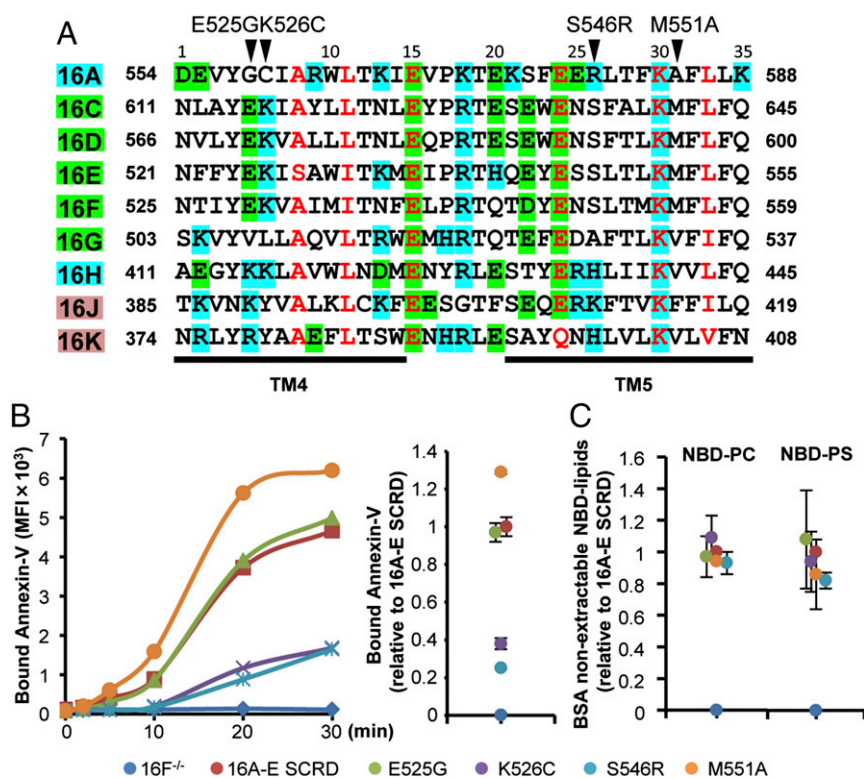 A
E525GK526C S546R M551A
1 10 15 20 25 30 35
16A 554 DEVYGCIARWLTKIEVPKTEKSFEERLTFKAFLLK 588
16C 611 NLAYEKIAYLLTNLEYPRTESEWENSFALKMFLFQ 645
16D 566 NVLYEKVALLLTNLEQPRTESEWENSFTLKMFLFQ 600
16E 521 NFFYEKISAWITKMEIPRTHQEYESSLTLKMFLFQ 555
16F 525 NTIYEKVAIMITNFELPRTQTDYENSLTMKMFLFQ 559
16G 503 SKVYVLLAQVLTRWEMHRTQTEFEDAFTLKVFIFQ 537
16H 411 AEGYKKLAVWLNDMENYRLESTYERHLIIKVVLFQ 445
16J 385 TKVNKYVALKLCKFEESGTFSEQERKFTVKFFILQ 419
16K 374 NRLYRYAAEFLTSWENHRLESAYQNHLVLKVLVFN 408
TM4 TM5
B
Bound Annexin-V (MFI × 10³)
7
6
5
4
3
2
1
0
0 10 20 30 (min)
Bound Annexin-V
(relative to 16A-E SCRD)
1.4
1.2
1
0.8
0.6
0.4
0.2
0
C
NBD-PC NBD-PS
BSA non-extractable NBD-lipids
(relative to 16A-E SCRD)
1.6
1.4
1.2
1
0.8
0.6
0.4
0.2
0
16F-/- 16A-E SCRD E525G K526C S546R M551A